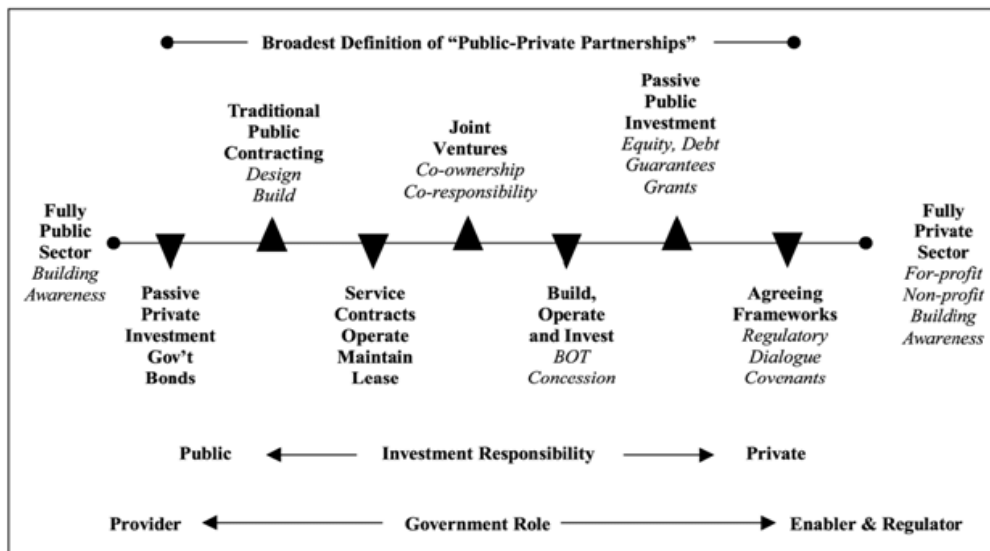 Broadest Definition of “Public-Private Partnerships”
Traditional
Public
Contracting
Design
Build
Joint
Ventures
Co-ownership
Co-responsibility
Passive
Public
Investment
Equity, Debt
Guarantees
Grants
Fully
Public
Sector
Building
Awareness
Passive
Private
Investment
Gov’t
Bonds
Service
Contracts
Operate
Maintain
Lease
Build,
Operate
and Invest
BOT
Concession
Agreeing
Frameworks
Regulatory
Dialogue
Covenants
Fully
Private
Sector
For-profit
Non-profit
Building
Awareness
Public Investment Responsibility Private
Provider Government Role Enabler & Regulator